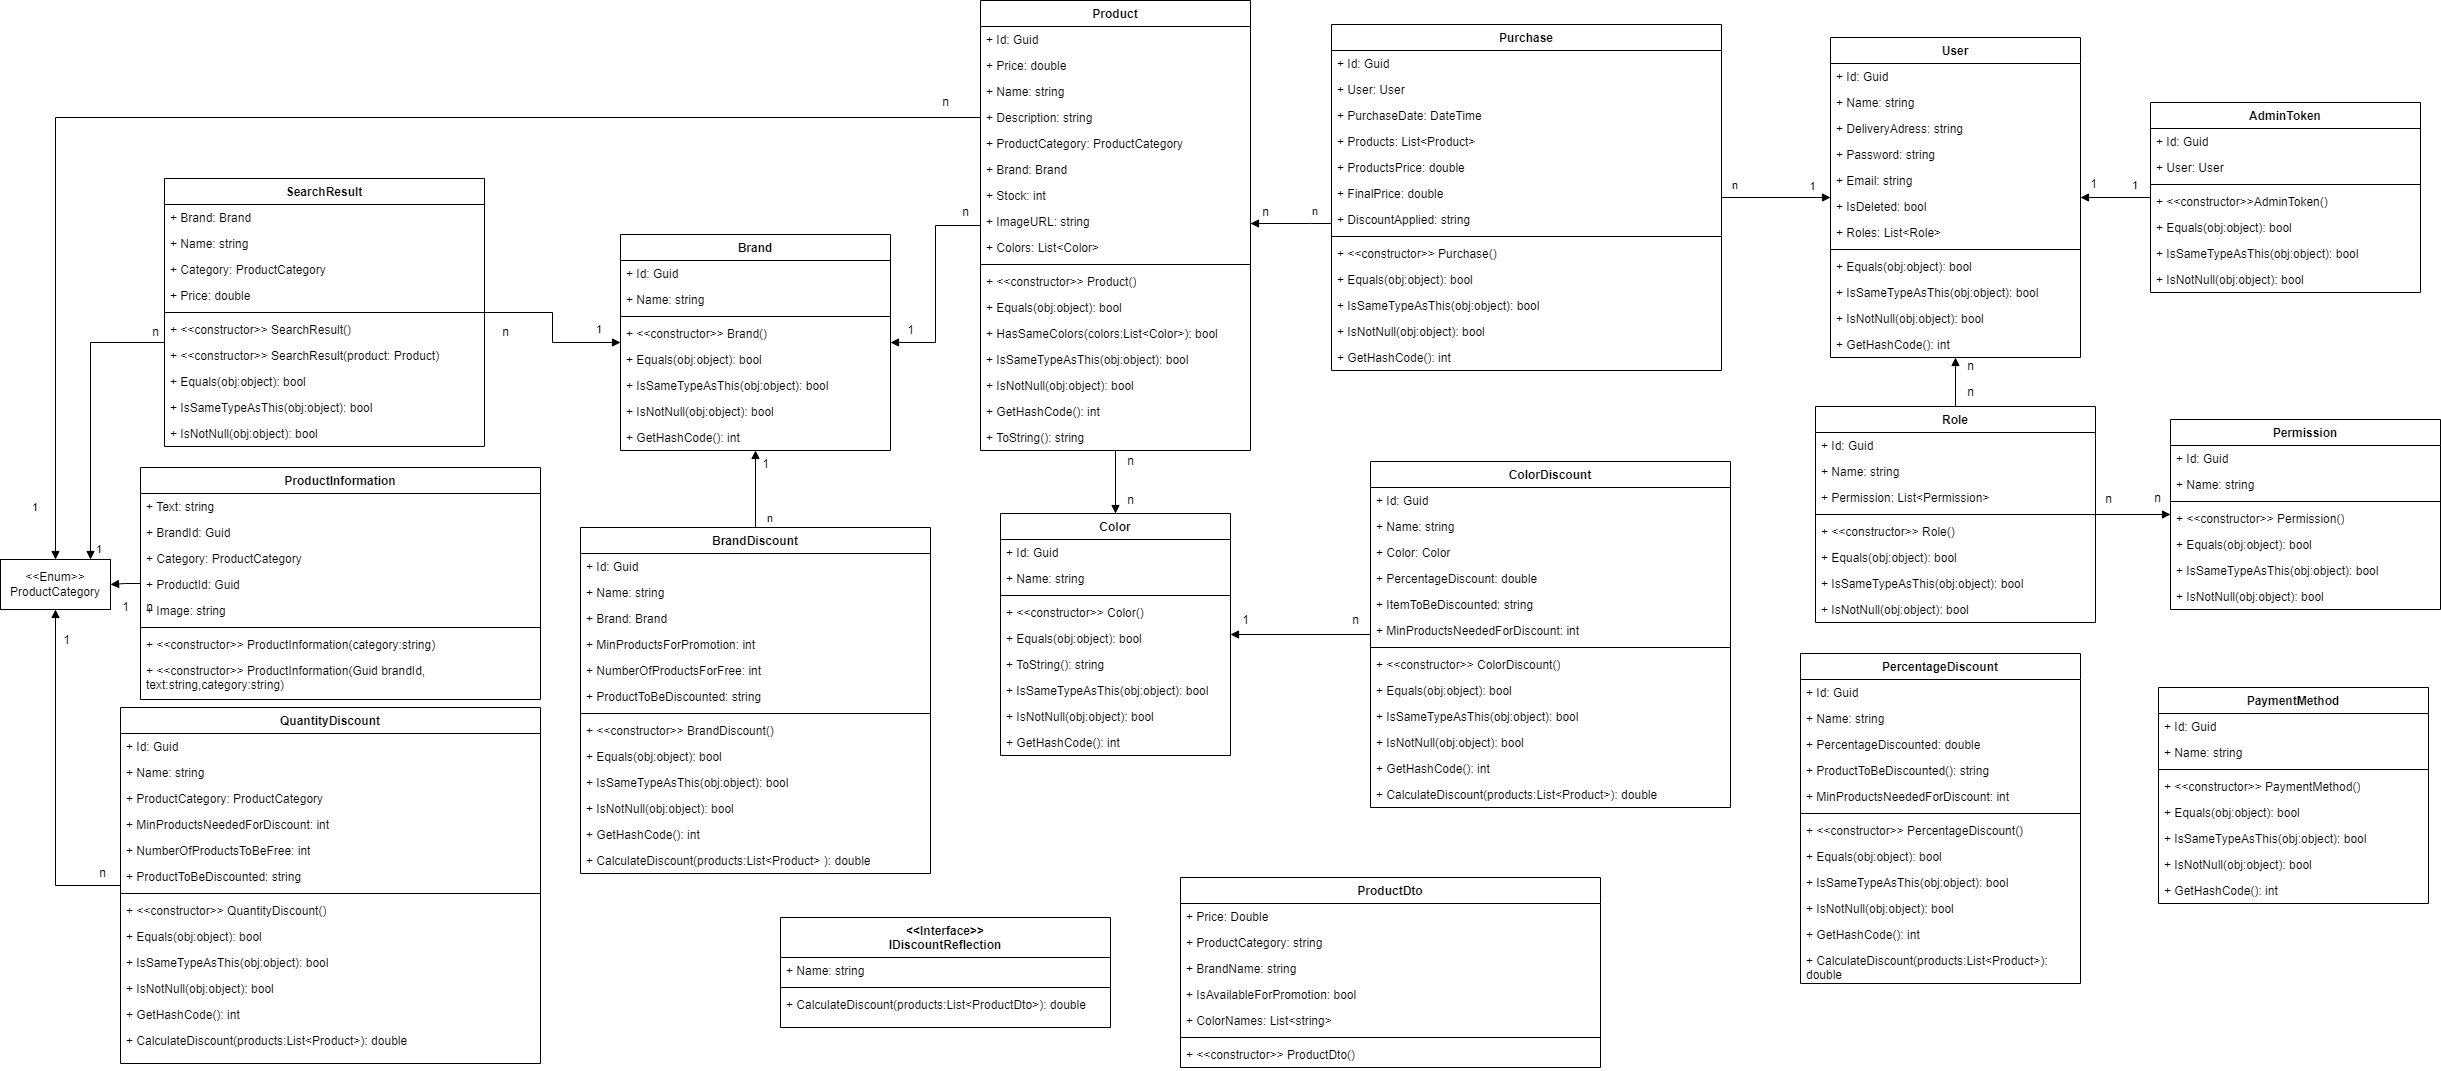 Product
+ Id: Guid
+ Price: double
+ Name: string
+ Description: string
+ ProductCategory: ProductCategory
+ Brand: Brand
+ Stock: int
+ ImageURL: string
+ Colors: List<Color>
+ <<constructor>> Product()
+ Equals(obj:object): bool
+ HasSameColors(colors:List<Color>): bool
+ IsSameTypeAsThis(obj:object): bool
+ IsNotNull(obj:object): bool
+ GetHashCode(): int
+ ToString(): string
n
n
n
Purchase
+ Id: Guid
+ User: User
+ PurchaseDate: DateTime
+ Products: List<Product>
+ ProductsPrice: double
+ FinalPrice: double
+ DiscountApplied: string
+ <<constructor>> Purchase()
+ Equals(obj:object): bool
+ IsSameTypeAsThis(obj:object): bool
+ IsNotNull(obj:object): bool
+ GetHashCode(): int
n
n
n
1
User
+ Id: Guid
+ Name: string
+ DeliveryAdress: string
+ Password: string
+ Email: string
+ IsDeleted: bool
+ Roles: List<Role>
+ Equals(obj:object): bool
+ IsSameTypeAsThis(obj:object): bool
+ IsNotNull(obj:object): bool
+ GetHashCode(): int
n
n
1
1
AdminToken
+ Id: Guid
+ User: User
+ <<constructor>>AdminToken()
+ Equals(obj:object): bool
+ IsSameTypeAsThis(obj:object): bool
+ IsNotNull(obj:object): bool
SearchResult
+ Brand: Brand
+ Name: string
+ Category: ProductCategory
+ Price: double
+ <<constructor>> SearchResult()
+ <<constructor>> SearchResult(product: Product)
+ Equals(obj:object): bool
+ IsSameTypeAsThis(obj:object): bool
+ IsNotNull(obj:object): bool
n
n
1
Brand
+ Id: Guid
+ Name: string
+ <<constructor>> Brand()
+ Equals(obj:object): bool
+ IsSameTypeAsThis(obj:object): bool
+ IsNotNull(obj:object): bool
+ GetHashCode(): int
1
1
n
Role
+ Id: Guid
+ Name: string
+ Permission: List<Permission>
+ <<constructor>> Role()
+ Equals(obj:object): bool
+ IsSameTypeAsThis(obj:object): bool
+ IsNotNull(obj:object): bool
n
n
Permission
+ Id: Guid
+ Name: string
+ <<constructor>> Permission()
+ Equals(obj:object): bool
+ IsSameTypeAsThis(obj:object): bool
+ IsNotNull(obj:object): bool
1
1
<<Enum>>
ProductCategory
1
1
n
ProductInformation
+ Text: string
+ BrandId: Guid
+ Category: ProductCategory
+ ProductId: Guid
+ Image: string
+ <<constructor>> ProductInformation(category:string)
+ <<constructor>> ProductInformation(Guid brandId,
text:string,category:string)
BrandDiscount
+ Id: Guid
+ Name: string
+ Brand: Brand
+ MinProductsForPromotion: int
+ NumberOfProductsForFree: int
+ ProductToBeDiscounted: string
+ <<constructor>> BrandDiscount()
+ Equals(obj:object): bool
+ IsSameTypeAsThis(obj:object): bool
+ IsNotNull(obj:object): bool
+ GetHashCode(): int
+ CalculateDiscount(products:List<Product> ): double
n
Color
+ Id: Guid
+ Name: string
+ <<constructor>> Color()
+ Equals(obj:object): bool
+ ToString(): string
+ IsSameTypeAsThis(obj:object): bool
+ IsNotNull(obj:object): bool
+ GetHashCode(): int
1
n
ColorDiscount
+ Id: Guid
+ Name: string
+ Color: Color
+ PercentageDiscount: double
+ ItemToBeDiscounted: string
+ MinProductsNeededForDiscount: int
+ <<constructor>> ColorDiscount()
+ Equals(obj:object): bool
+ IsSameTypeAsThis(obj:object): bool
+ IsNotNull(obj:object): bool
+ GetHashCode(): int
+ CalculateDiscount(products:List<Product>): double
PercentageDiscount
+ Id: Guid
+ Name: string
+ PercentageDiscounted: double
+ ProductToBeDiscounted(): string
+ MinProductsNeededForDiscount: int
+ <<constructor>> PercentageDiscount()
+ Equals(obj:object): bool
+ IsSameTypeAsThis(obj:object): bool
+ IsNotNull(obj:object): bool
+ GetHashCode(): int
+ CalculateDiscount(products:List<Product>):
double
PaymentMethod
+ Id: Guid
+ Name: string
+ <<constructor>> PaymentMethod()
+ Equals(obj:object): bool
+ IsSameTypeAsThis(obj:object): bool
+ IsNotNull(obj:object): bool
+ GetHashCode(): int
n
QuantityDiscount
+ Id: Guid
+ Name: string
+ ProductCategory: ProductCategory
+ MinProductsNeededForDiscount: int
+ NumberOfProductsToBeFree: int
+ ProductToBeDiscounted: string
+ <<constructor>> QuantityDiscount()
+ Equals(obj:object): bool
+ IsSameTypeAsThis(obj:object): bool
+ IsNotNull(obj:object): bool
+ GetHashCode(): int
+ CalculateDiscount(products:List<Product>): double
<<Interface>>
IDiscountReflection
+ Name: string
+ CalculateDiscount(products:List<ProductDto>): double
ProductDto
+ Price: Double
+ ProductCategory: string
+ BrandName: string
+ IsAvailableForPromotion: bool
+ ColorNames: List<string>
+ <<constructor>> ProductDto()